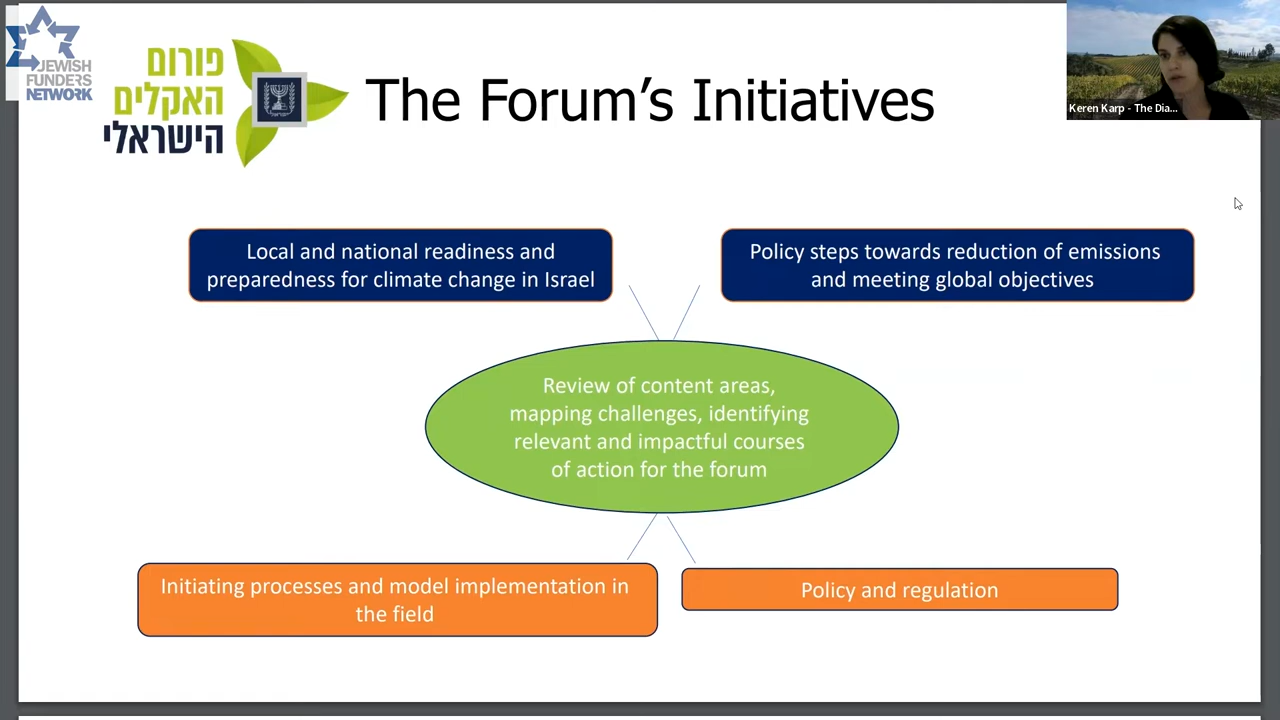 JEWISH
FUNDERS
NETWORK
פורום
האקלים
הישראלי
The Forum's Initiatives
Keren Karp - The Dia...
Local and national readiness and
preparedness for climate change in Israel
Policy steps towards reduction of emissions
and meeting global objectives
Review of content areas,
mapping challenges, identifying
relevant and impactful courses
of action for the forum
Initiating processes and model implementation in
the field
Policy and regulation